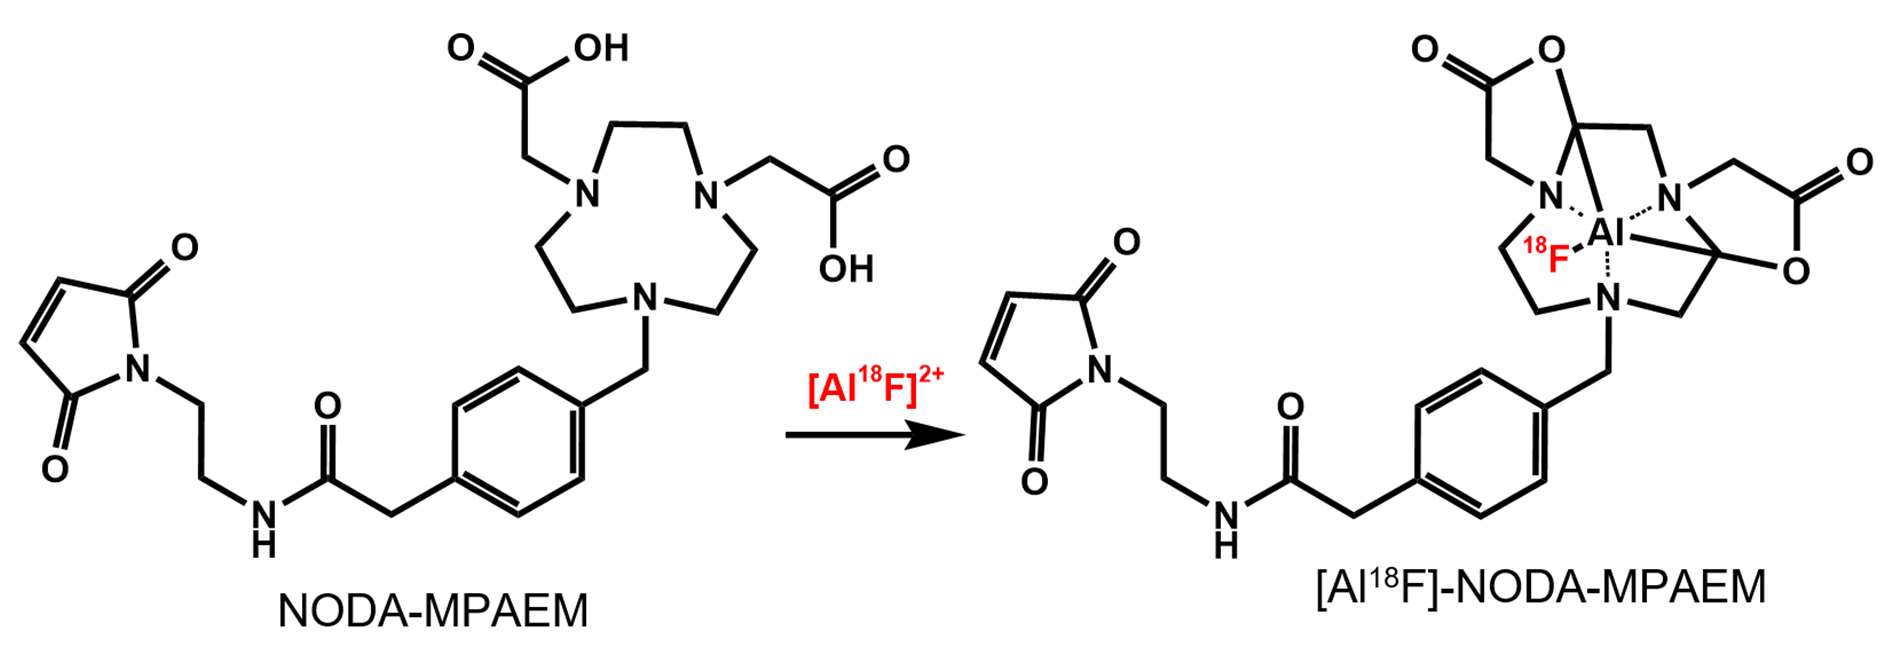 O OH
O
N N
OH
O
N
N
O
O
N
H
NODA-MPAEM
[Al¹⁸F]²⁺
O O
O
N N
Al
¹⁸F
O
N
O
N
O
O
N
H
[Al¹⁸F]-NODA-MPAEM